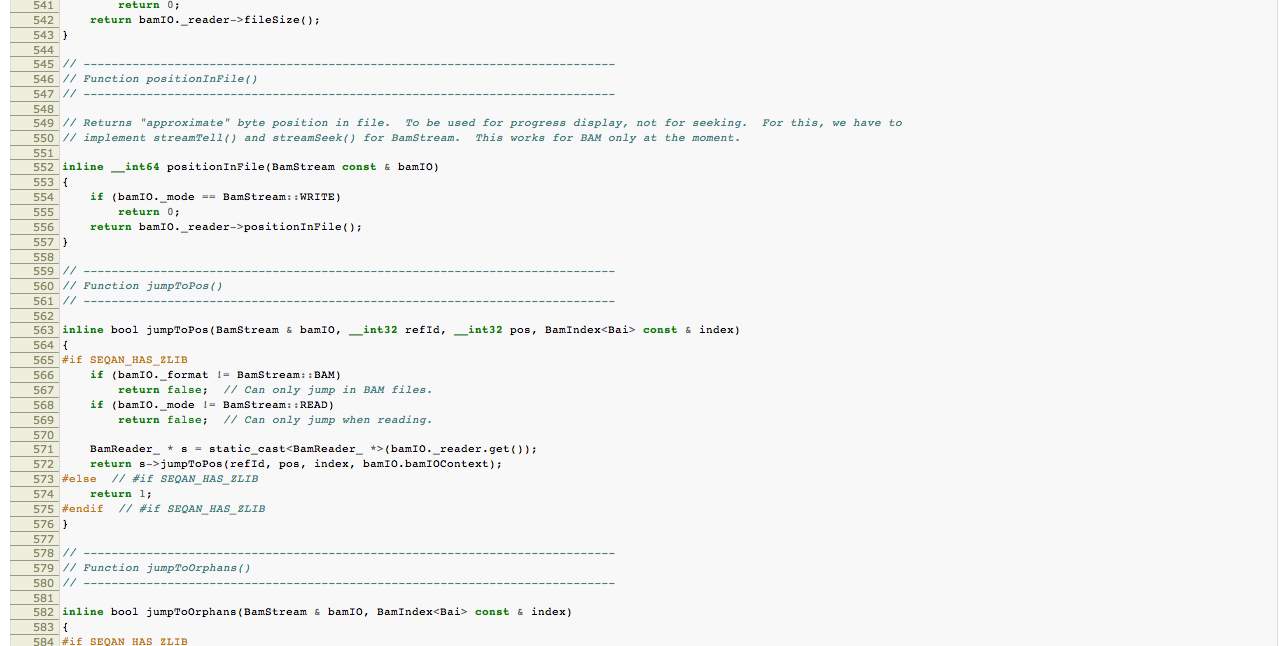 541         return 0;
542     return bamIO._reader->fileSize();
543 }
544
545 // ----------------------------------------------------------------------------
546 // Function positionInFile()
547 // ----------------------------------------------------------------------------
548
549 // Returns "approximate" byte position in file.  To be used for progress display, not for seeking.  For this, we have to
550 // implement streamTell() and streamSeek() for BamStream.  This works for BAM only at the moment.
551
552 inline __int64 positionInFile(BamStream const & bamIO)
553 {
554     if (bamIO._mode == BamStream::WRITE)
555         return 0;
556     return bamIO._reader->positionInFile();
557 }
558
559 // ----------------------------------------------------------------------------
560 // Function jumpToPos()
561 // ----------------------------------------------------------------------------
562
563 inline bool jumpToPos(BamStream & bamIO, __int32 refId, __int32 pos, BamIndex<Bai> const & index)
564 {
565 #if SEQAN_HAS_ZLIB
566     if (bamIO._format != BamStream::BAM)
567         return false;  // Can only jump in BAM files.
568     if (bamIO._mode != BamStream::READ)
569         return false;  // Can only jump when reading.
570
571     BamReader_ * s = static_cast<BamReader_ *>(bamIO._reader.get());
572     return s->jumpToPos(refId, pos, index, bamIO.bamIOContext);
573 #else  // #if SEQAN_HAS_ZLIB
574     return 1;
575 #endif  // #if SEQAN_HAS_ZLIB
576 }
577
578 // ----------------------------------------------------------------------------
579 // Function jumpToOrphans()
580 // ----------------------------------------------------------------------------
581
582 inline bool jumpToOrphans(BamStream & bamIO, BamIndex<Bai> const & index)
583 {
584 #if SEQAN_HAS_ZLIB